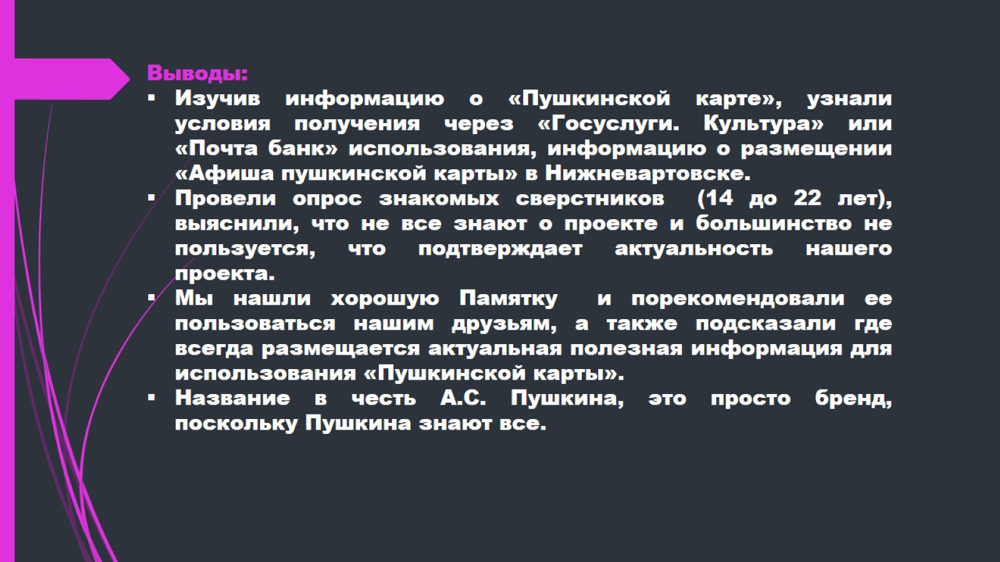 Выводы:
▪ Изучив информацию о «Пушкинской карте», узнали
условия получения через «Госуслуги. Культура» или
«Почта банк» использования, информацию о размещении
«Афиша пушкинской карты» в Нижневартовске.
▪ Провели опрос знакомых сверстников (14 до 22 лет),
выяснили, что не все знают о проекте и большинство не
пользуется, что подтверждает актуальность нашего
проекта.
▪ Мы нашли хорошую Памятку и порекомендовали ее
пользоваться нашим друзьям, а также подсказали где
всегда размещается актуальная полезная информация для
использования «Пушкинской карты».
▪ Название в честь А.С. Пушкина, это просто бренд,
поскольку Пушкина знают все.